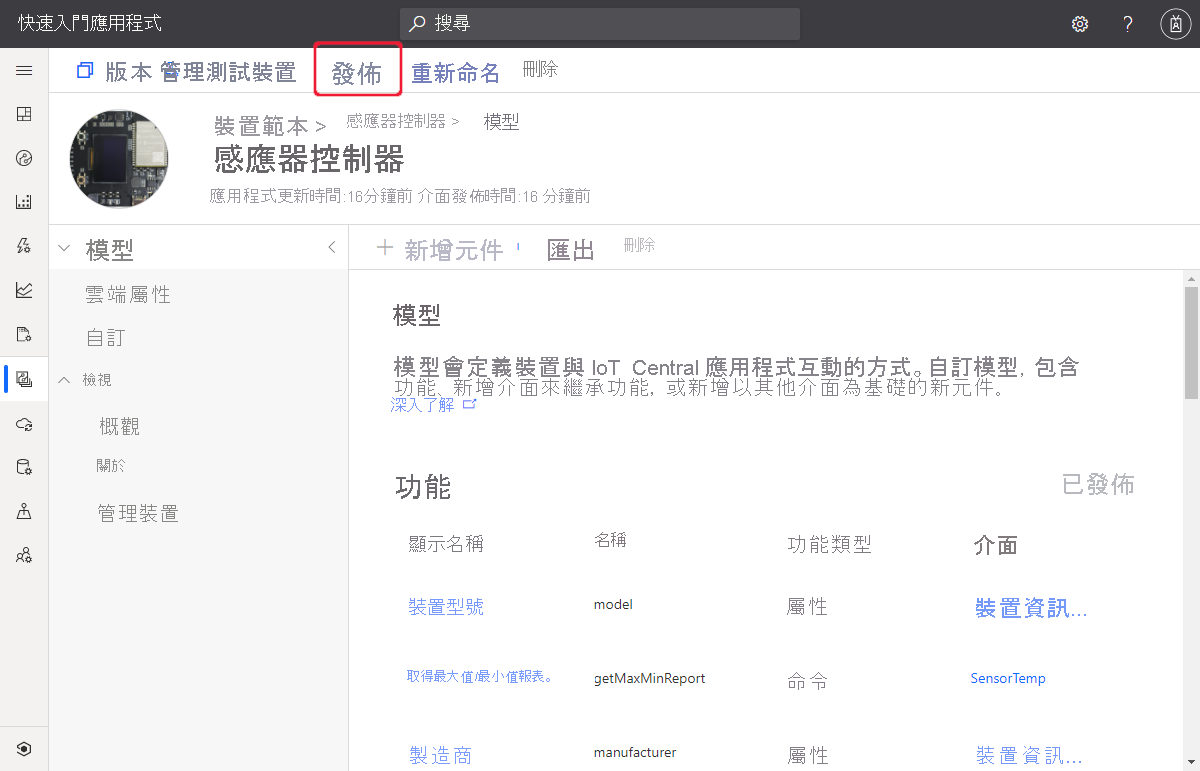 快速入門應用程式
搜尋
版本 管理測試裝置 發佈 重新命名 刪除
裝置範本 > 感應器控制器 > 模型
感應器控制器
應用程式更新時間:16分鐘前 介面發佈時間:16 分鐘前
模型
+ 新增元件 匯出 刪除
雲端屬性
自訂
檢視
概觀
關於
管理裝置
模型
模型會定義裝置與 IoT Central 應用程式互動的方式。自訂模型, 包含
功能、新增介面來繼承功能, 或新增以其他介面為基礎的新元件。
深入了解
功能 已發佈
顯示名稱 名稱 功能類型 介面
裝置型號 model 屬性 裝置資訊...
取得最大值/最小值報表。 getMaxMinReport 命令 SensorTemp
製造商 manufacturer 屬性 裝置資訊...